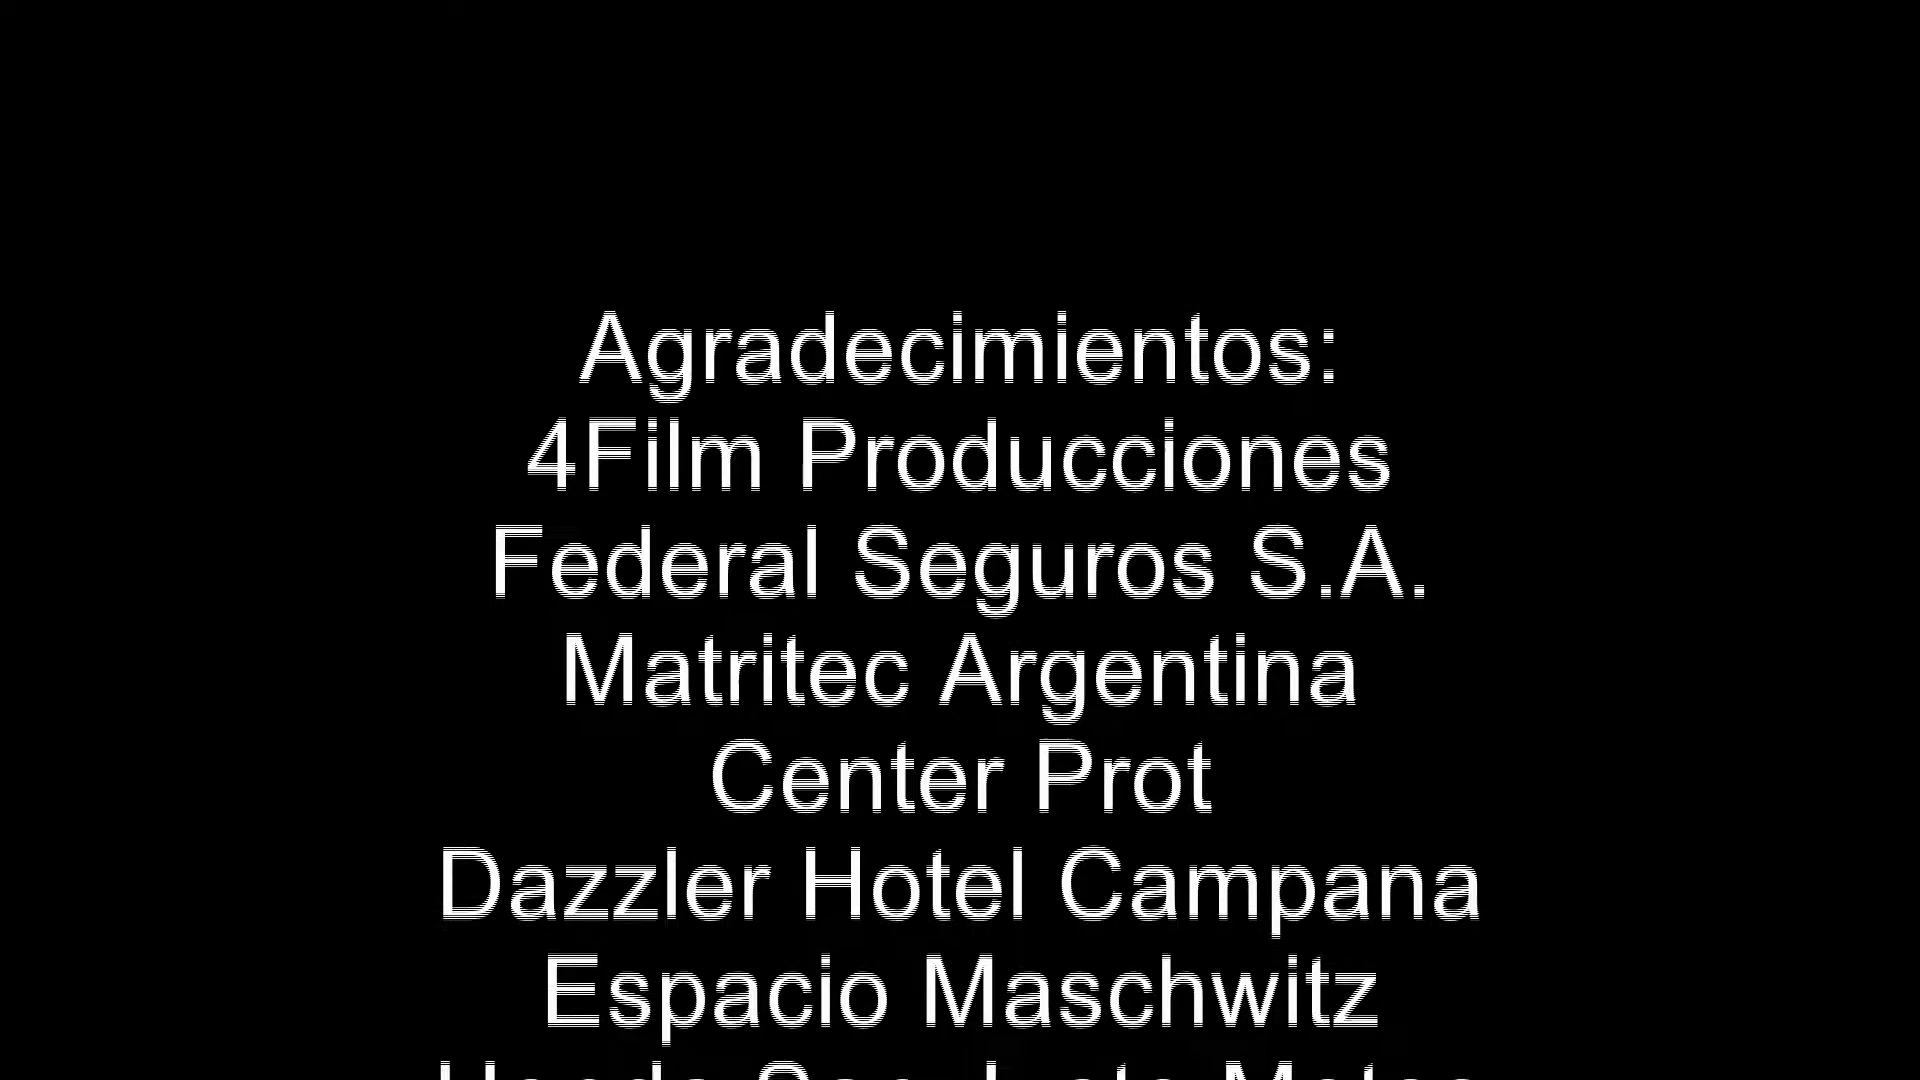 Agradecimientos:
4Film Producciones
Federal Seguros S.A.
Matritec Argentina
Center Prot
Dazzler Hotel Campana
Espacio Maschwitz